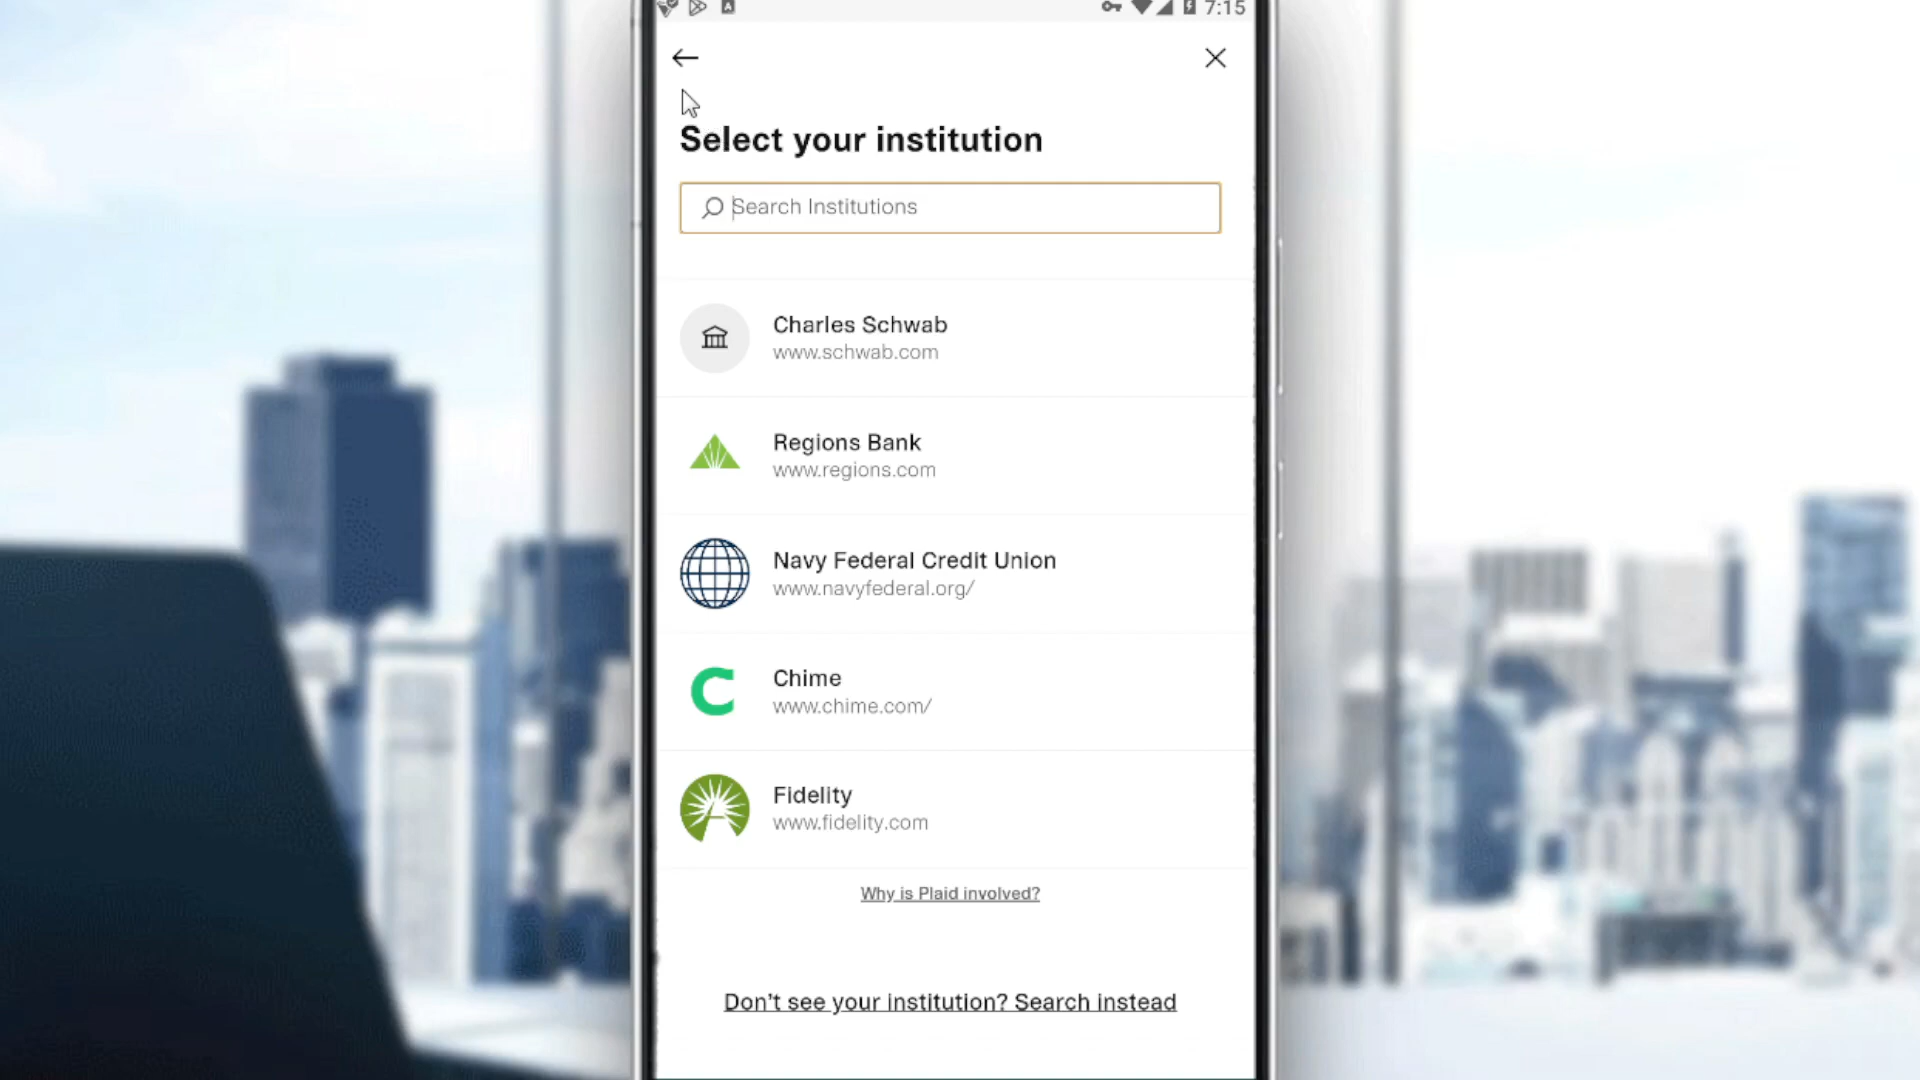 7:15
Select your institution
Search Institutions
Charles Schwab
www.schwab.com
Regions Bank
www.regions.com
Navy Federal Credit Union
www.navyfederal.org/
Chime
www.chime.com/
Fidelity
www.fidelity.com
Why is Plaid involved?
Don't see your institution? Search instead